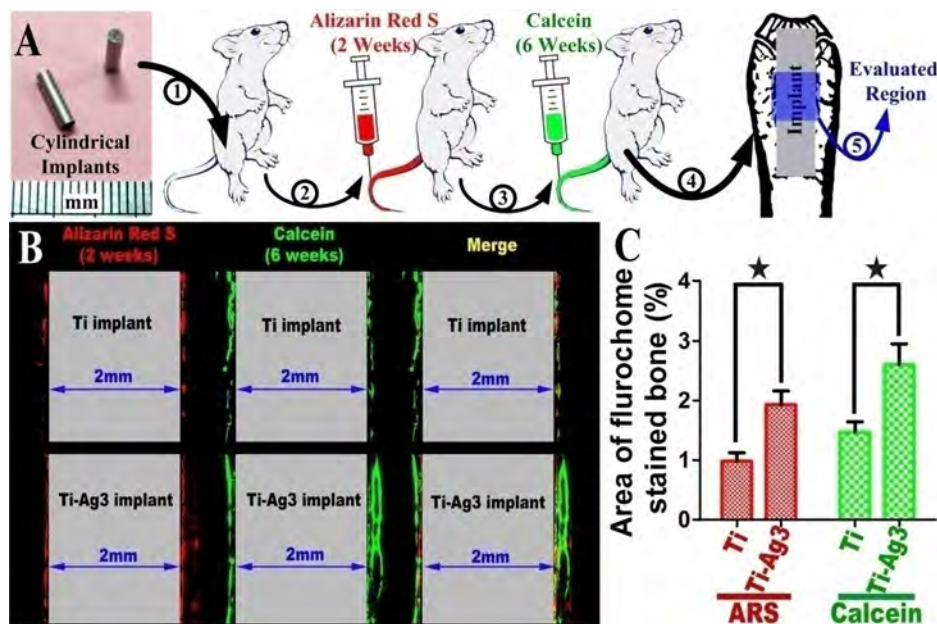 A
Cylindrical
Implants
mm
1
2
Alizarin Red S
(2 Weeks)
3
Calcein
(6 Weeks)
4
Implant
5
Evaluated
Region
B
Alizarin Red S
(2 weeks)
Calcein
(6 weeks)
Merge
Ti implant
2mm
Ti implant
2mm
Ti implant
2mm
Ti-Ag3 implant
2mm
Ti-Ag3 implant
2mm
Ti-Ag3 implant
2mm
C
Area of flurochome
stained bone (%)
4
3
2
1
0
Ti
Ti-Ag3
Ti
Ti-Ag3
ARS
Calcein